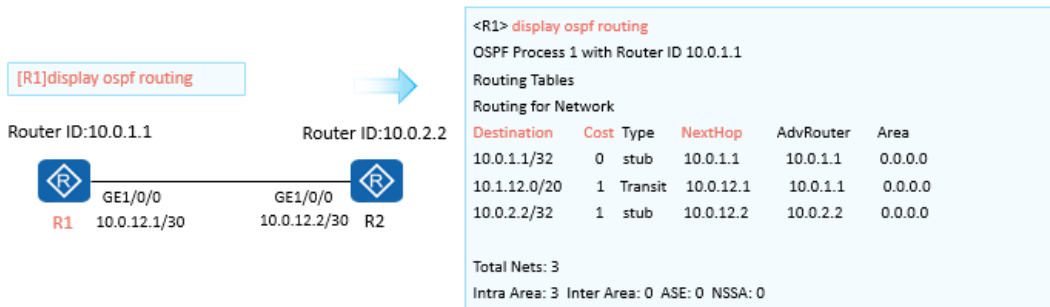 [R1]display ospf routing
Router ID:10.0.1.1
Router ID:10.0.2.2
R
R
GE1/0/0
GE1/0/0
R1
10.0.12.1/30
10.0.12.2/30
R2
<R1> display ospf routing
OSPF Process 1 with Router ID 10.0.1.1
Routing Tables
Routing for Network
Destination Cost Type NextHop AdvRouter Area
10.0.1.1/32 0 stub 10.0.1.1 10.0.1.1 0.0.0.0
10.1.12.0/20 1 Transit 10.0.12.1 10.0.1.1 0.0.0.0
10.0.2.2/32 1 stub 10.0.12.2 10.0.2.2 0.0.0.0
Total Nets: 3
Intra Area: 3 Inter Area: 0 ASE: 0 NSSA: 0